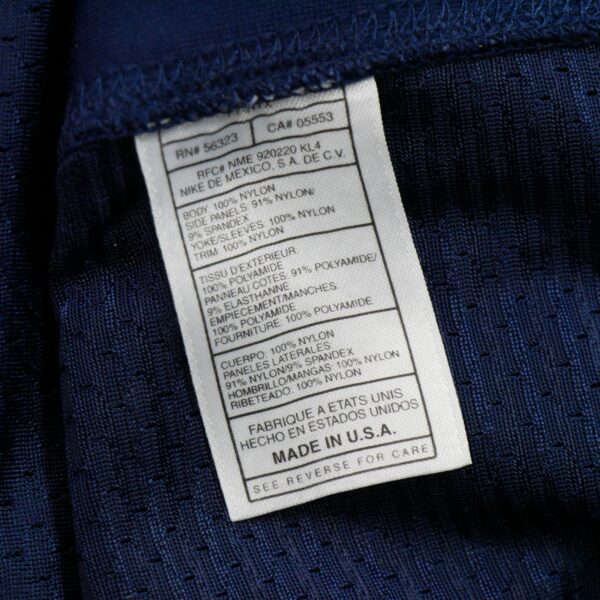 RN# 56323 CA# 05553
RFC# NME 920220 KL4
NIKE DE MEXICO, S.A. DE C.V.
BODY: 100% NYLON
SIDE PANELS: 91% NYLON/
9% SPANDEX
YOKE/SLEEVES: 100% NYLON
TRIM: 100% NYLON
TISSU D'EXTERIEUR:
100% POLYAMIDE
PANNEAU COTES: 91% POLYAMIDE/
9% ELASTHANNE
EMPIECEMENT/MANCHES:
100% POLYAMIDE
FOURNITURE: 100% NYLON
CUERPO: 100% NYLON
PANELES LATERALES:
91% NYLON/9% SPANDEX
HOMBRILLO/MANGAS: 100% NYLON
RIBETEADO: 100% NYLON
FABRIQUE A ETATS UNIS
HECHO EN ESTADOS UNIDOS
MADE IN U.S.A.
SEE REVERSE FOR CARE